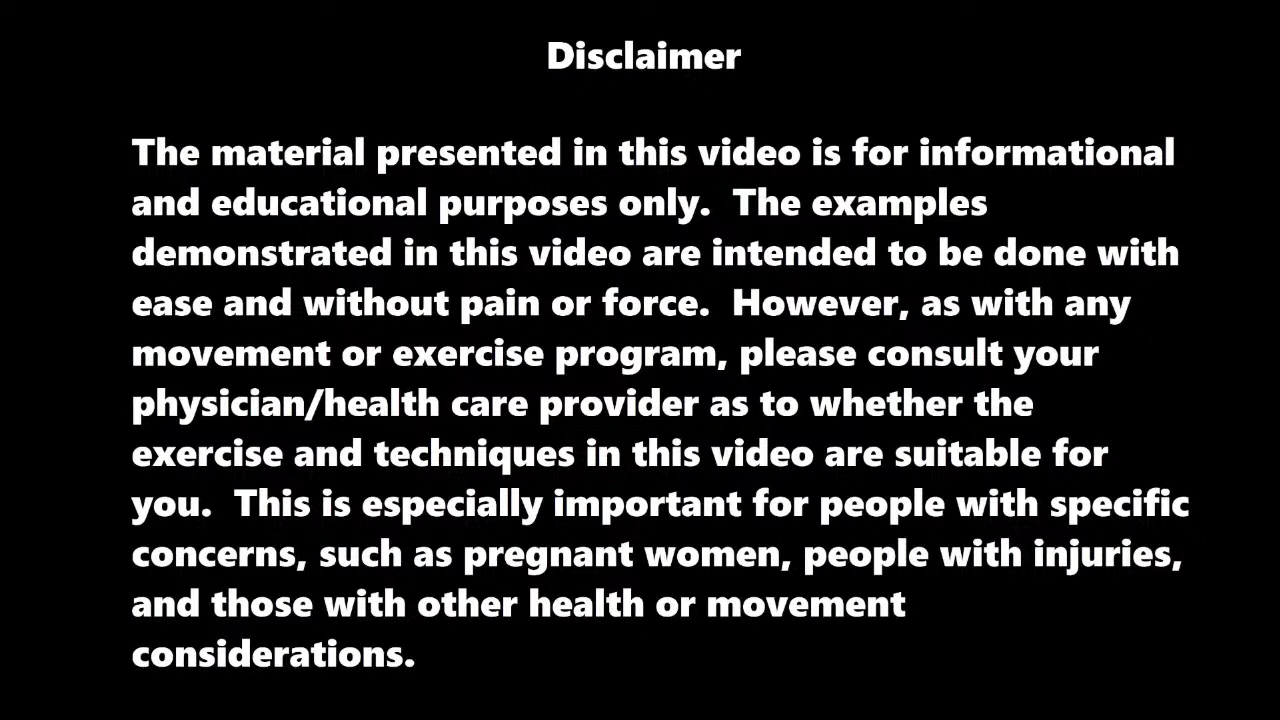 Disclaimer
The material presented in this video is for informational
and educational purposes only.  The examples
demonstrated in this video are intended to be done with
ease and without pain or force.  However, as with any
movement or exercise program, please consult your
physician/health care provider as to whether the
exercise and techniques in this video are suitable for
you.  This is especially important for people with specific
concerns, such as pregnant women, people with injuries,
and those with other health or movement
considerations.